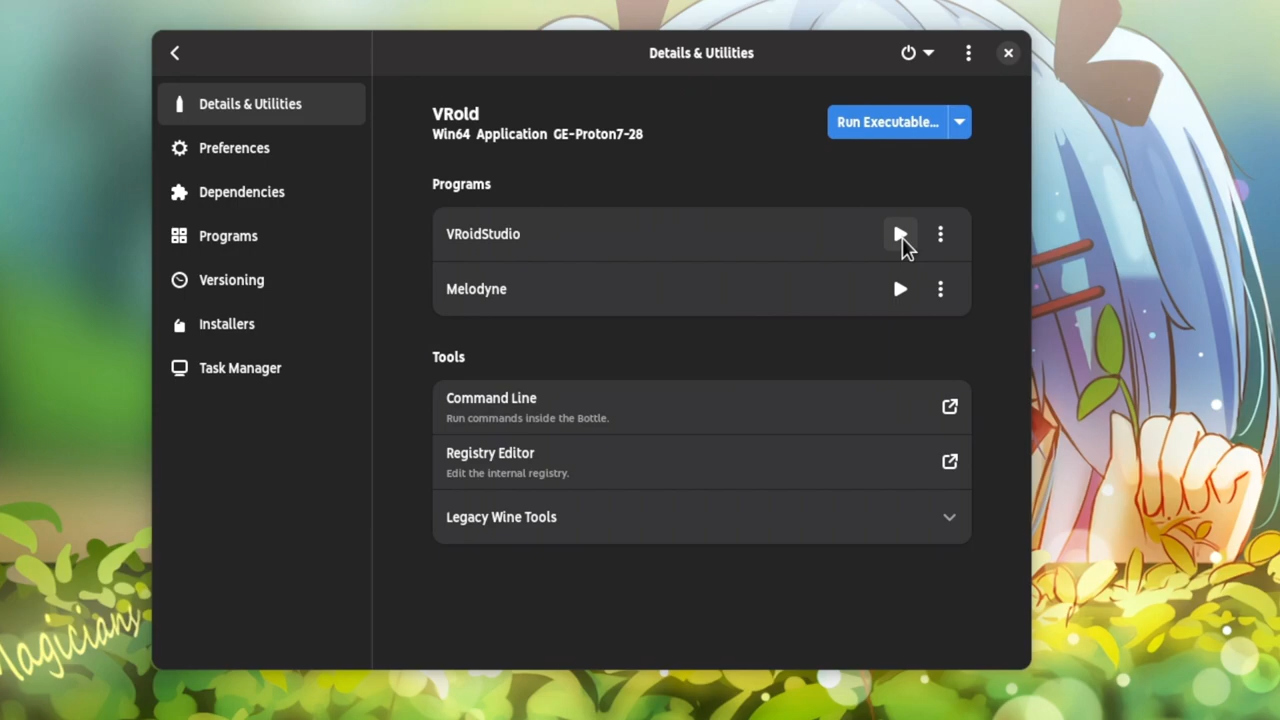 Details & Utilities
Details & Utilities
Preferences
Dependencies
Programs
Versioning
Installers
Task Manager
VRoId
Win64 Application GE-Proton7-28
Run Executable...
Programs
VRoidStudio
Melodyne
Tools
Command Line
Run commands inside the Bottle.
Registry Editor
Edit the internal registry.
Legacy Wine Tools
Magicians